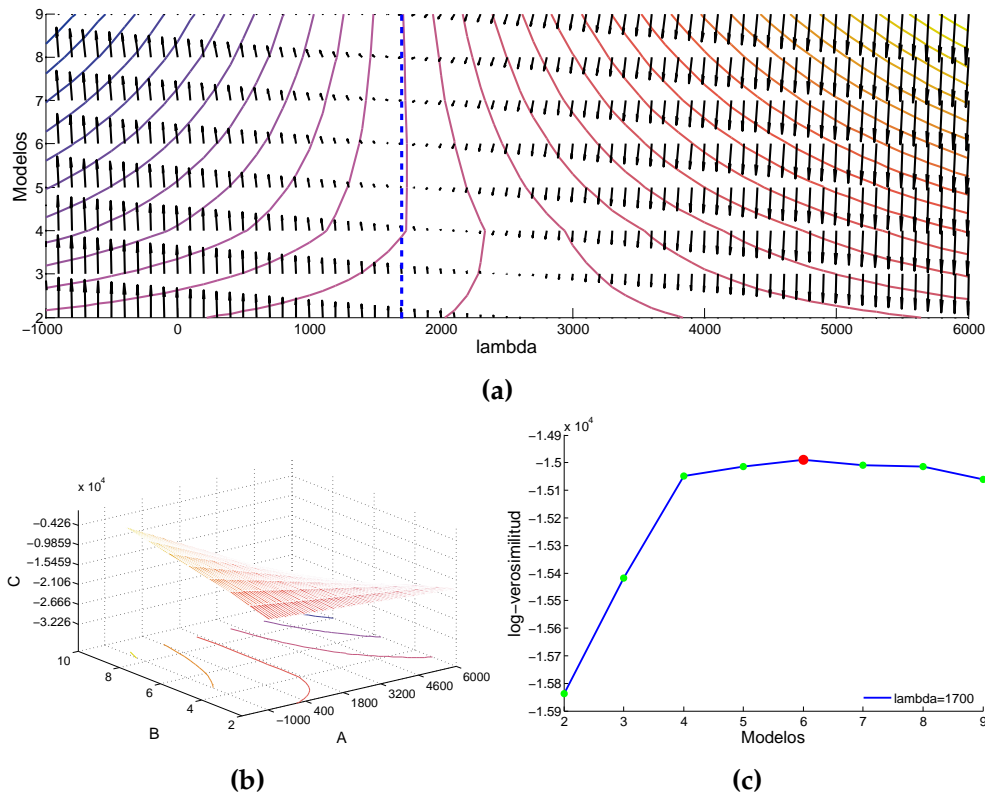 9
8
7
6
5
4
3
2
Modelos
−1000 0 1000 2000 3000 4000 5000 6000
lambda
(a)
x 10⁴
−0.426
−0.9859
−1.5459
−2.106
−2.666
−3.226
C
10
8
6
4
2
B
−1000
400
1800
3200
4600
6000
A
(b)
x 10⁴
−1.49
−1.5
−1.51
−1.52
−1.53
−1.54
−1.55
−1.56
−1.57
−1.58
−1.59
log−verosimilitud
lambda=1700
2 3 4 5 6 7 8 9
Modelos
(c)